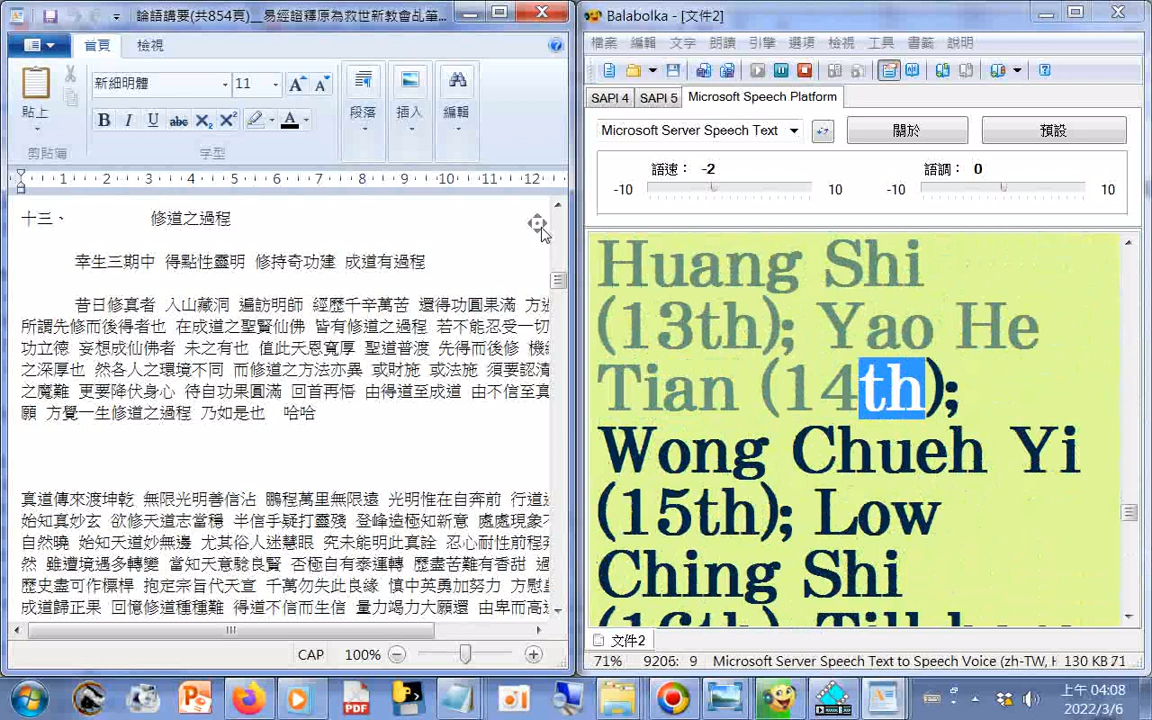 論語講要(共854頁)__易經證釋原為救世新教會乩筆...
首頁
檢視
新細明體
11
貼上
剪貼簿
B I U abc X₂ X² A
字型
段落
插入
編輯
1 2 3 4 5 6 7 8 9 10 11 12
十三、 修道之過程
幸生三期中 得點性靈明 修持奇功建 成道有過程
昔日修真者 入山藏洞 遍訪明師 經歷千辛萬苦 還得功圓果滿 方
所謂先修而後得者也 在成道之聖賢仙佛 皆有修道之過程 若不能忍受一切
功立德 妄想成仙佛者 未之有也 值此天恩寬厚 聖道普渡 先得而後修 機
之深厚也 然各人之環境不同 而修道之方法亦異 或財施 或法施 須要認清
之魔難 更要降伏身心 待自功果圓滿 回首再悟 由得道至成道 由不信至真
願 方覺一生修道之過程 乃如是也 哈哈
真道傳來渡坤乾 無限光明善信沾 鵬程萬里無限遠 光明惟在自奔前 行道
始知真妙玄 欲修天道志當穩 半信半疑打靈殘 登峰造極知新意 處處現象
自然曉 始知天道妙無邊 尤其俗人迷慧眼 究未能明此真詮 忍心耐性前程
然 雖遭境遇多轉變 當知天意驗良賢 否極自有泰運轉 歷盡苦難有香甜 過
歷史盡可作標桿 抱定宗旨代天宣 千萬勿失此良緣 慎中英勇加努力 方慰
成道歸正果 回憶修道種種難 得道不信而生信 量力竭力大願還 由卑而高
CAP 100%
Balabolka - [文件2]
檔案 編輯 文字 朗讀 引擎 選項 檢視 工具 書籤 說明
SAPI 4 SAPI 5 Microsoft Speech Platform
Microsoft Server Speech Text
關於
預設
語速： -2
-10 10
語調： 0
-10 10
Huang Shi
(13th); Yao He
Tian (14th);
Wong Chueh Yi
(15th); Low
Ching Shi
文件2
71% 9206: 9 Microsoft Server Speech Text to Speech Voice (zh-TW, H 130 KB 71
上午 04:08
2022/3/6